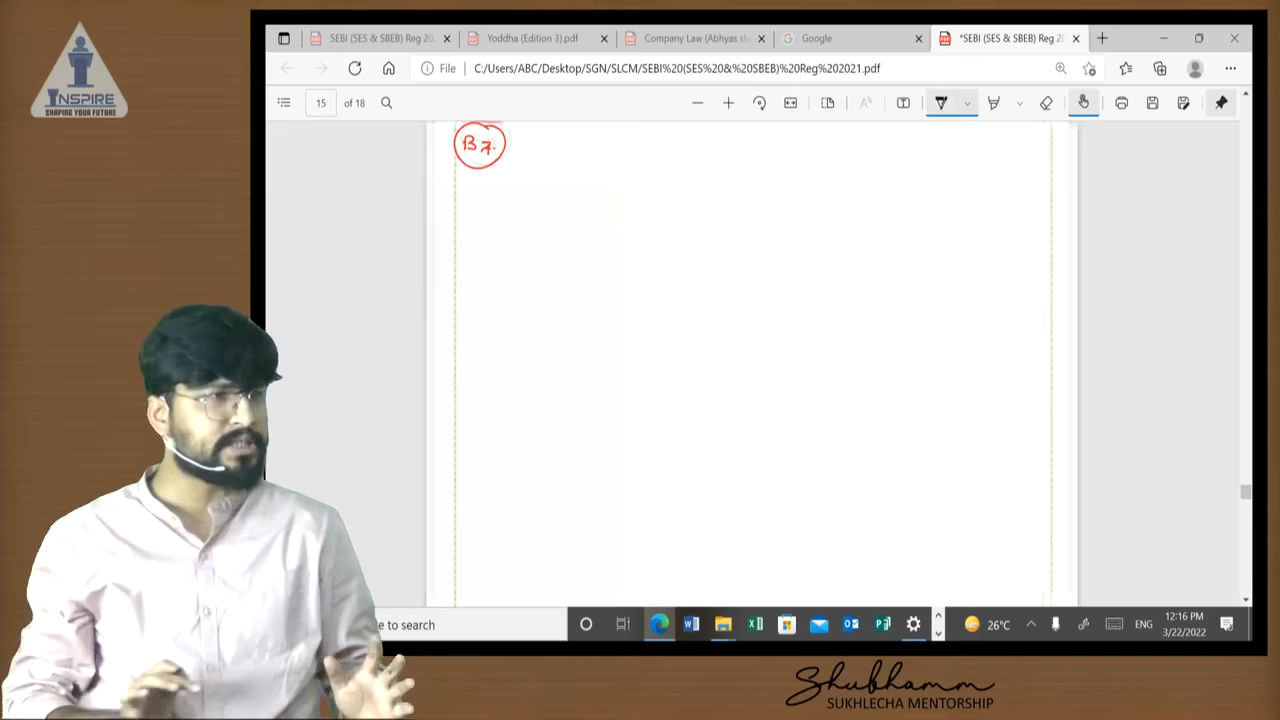 INSPIRE
SHAPING YOUR FUTURE
SEBI (SES & SBEB) Reg 20
Yoddha (Edition 3).pdf
Company Law (Abhyas sh
Google
*SEBI (SES & SBEB) Reg 2
File
C:/Users/ABC/Desktop/SGN/SLCM/SEBI%20(SES%20&%20SBEB)%20Reg%202021.pdf
15 of 18
B7.
e to search
26°C
ENG
12:16 PM
3/22/2022
Shubhamm
SUKHLECHA MENTORSHIP